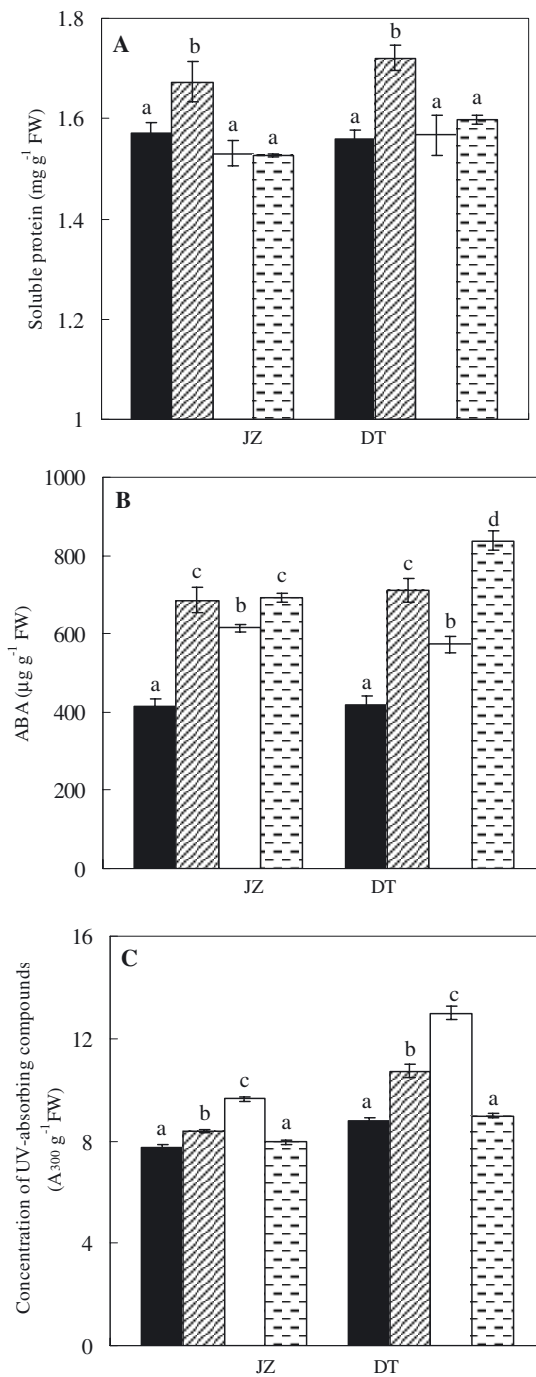 A
1.8
1.6
1.4
1.2
1
Soluble protein (mg g-1 FW)
a b a a a b a a
JZ DT
B
1000
800
600
400
200
0
ABA (µg g-1 FW)
a c b c a c b d
JZ DT
C
16
12
8
4
0
Concentration of UV-absorbing compounds
(A300 g-1 FW)
a b c a a b c a
JZ DT